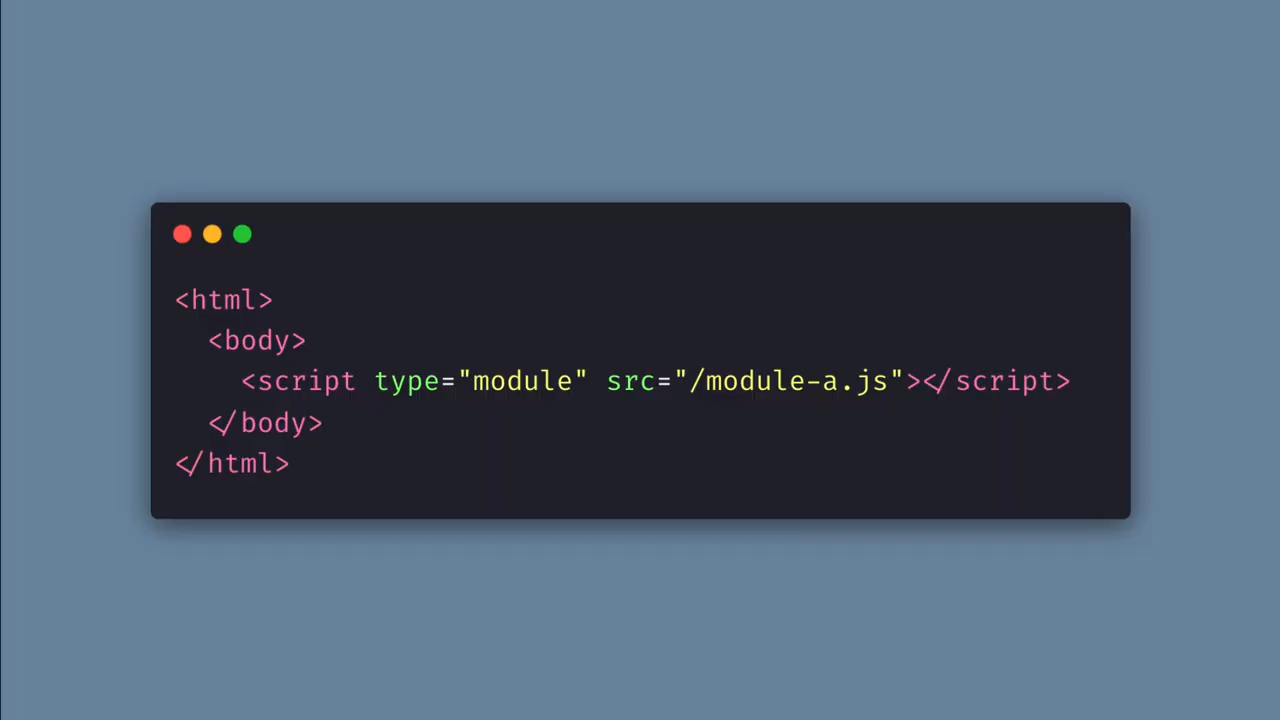 <html>
<body>
<script type="module" src="/module-a.js"></script>
</body>
</html>